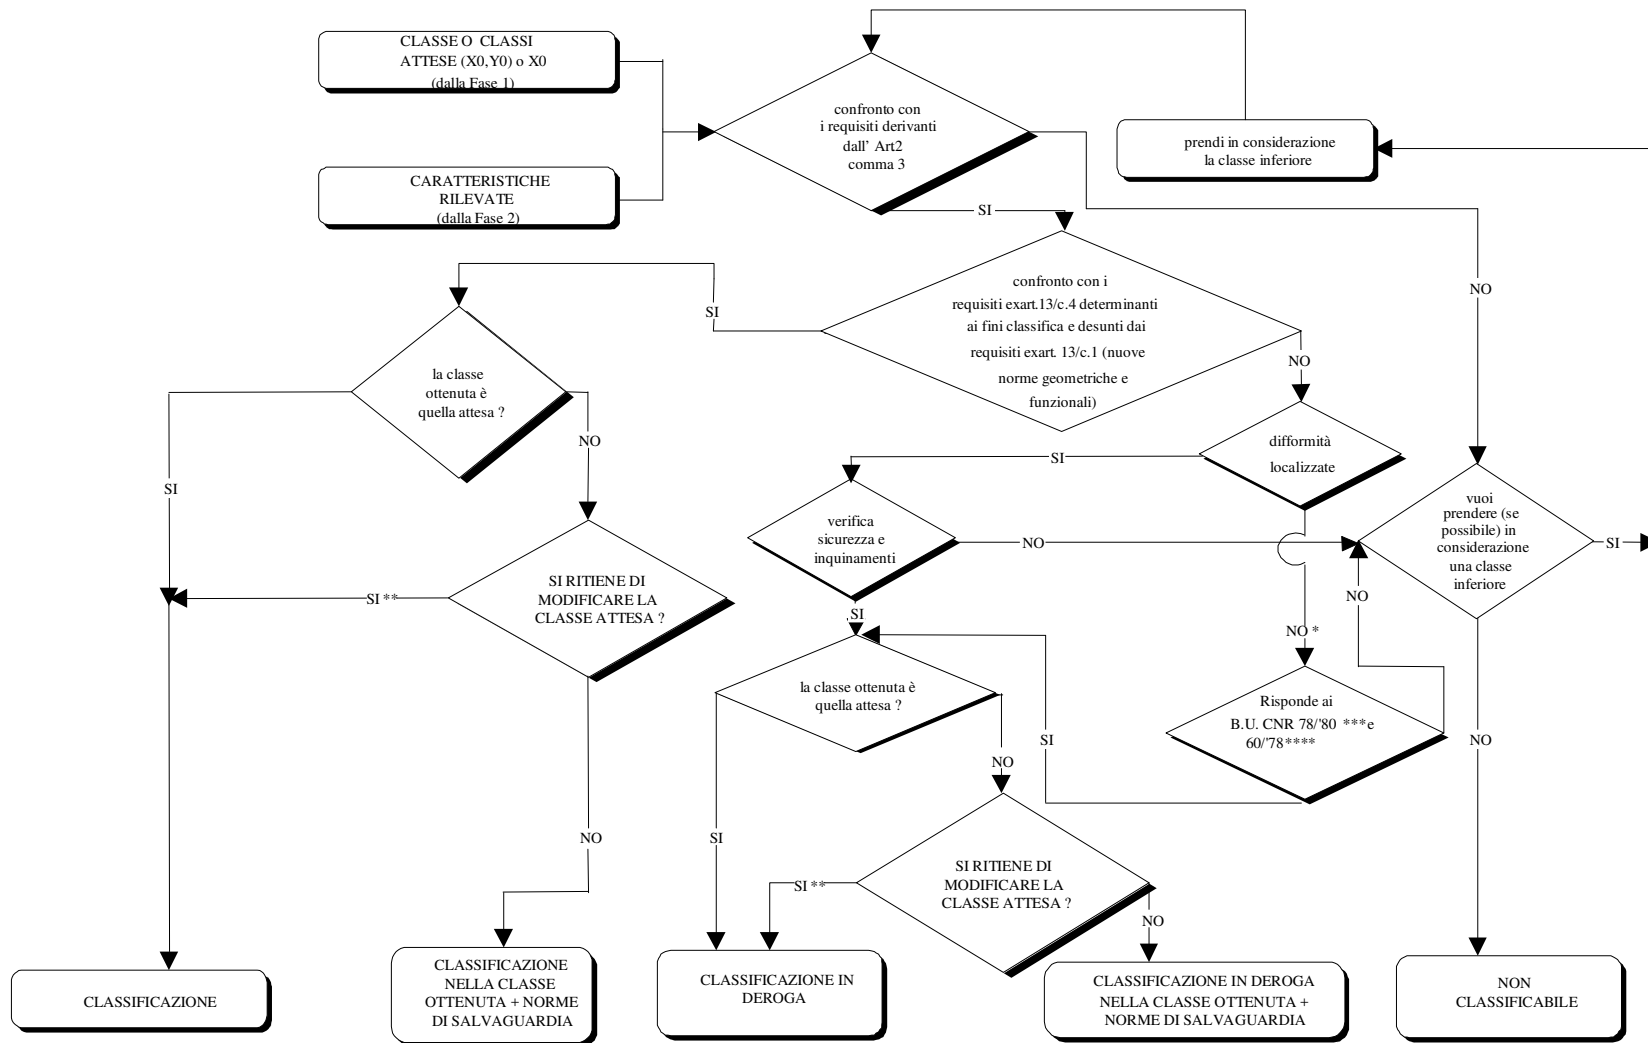 CLASSE O CLASSI
ATTESE (X0,Y0) o X0
(dalla Fase 1)
CARATTERISTICHE
RILEVATE
(dalla Fase 2)
confronto con
i requisiti derivanti
dall' Art2
comma 3
prendi in considerazione
la classe inferiore
SI
NO
confronto con i
requisiti exart.13/c.4 determinanti
ai fini classifica e desunti dai
requisiti exart. 13/c.1 (nuove
norme geometriche e
funzionali)
SI
NO
la classe
ottenuta è
quella attesa ?
SI
NO
difformità
localizzate
SI
NO *
verifica
sicurezza e
inquinamenti
NO
SI
vuoi
prendere (se
possibile) in
considerazione
una classe
inferiore
SI
NO
SI RITIENE DI
MODIFICARE LA
CLASSE ATTESA ?
SI **
NO
la classe ottenuta è
quella attesa ?
SI
NO
Risponde ai
B.U. CNR 78/'80 ***e
60/'78****
NO
SI
SI RITIENE DI
MODIFICARE LA
CLASSE ATTESA ?
SI **
NO
CLASSIFICAZIONE
CLASSIFICAZIONE
NELLA CLASSE
OTTENUTA + NORME
DI SALVAGUARDIA
CLASSIFICAZIONE IN
DEROGA
CLASSIFICAZIONE IN DEROGA
NELLA CLASSE OTTENUTA +
NORME DI SALVAGUARDIA
NON
CLASSIFICABILE